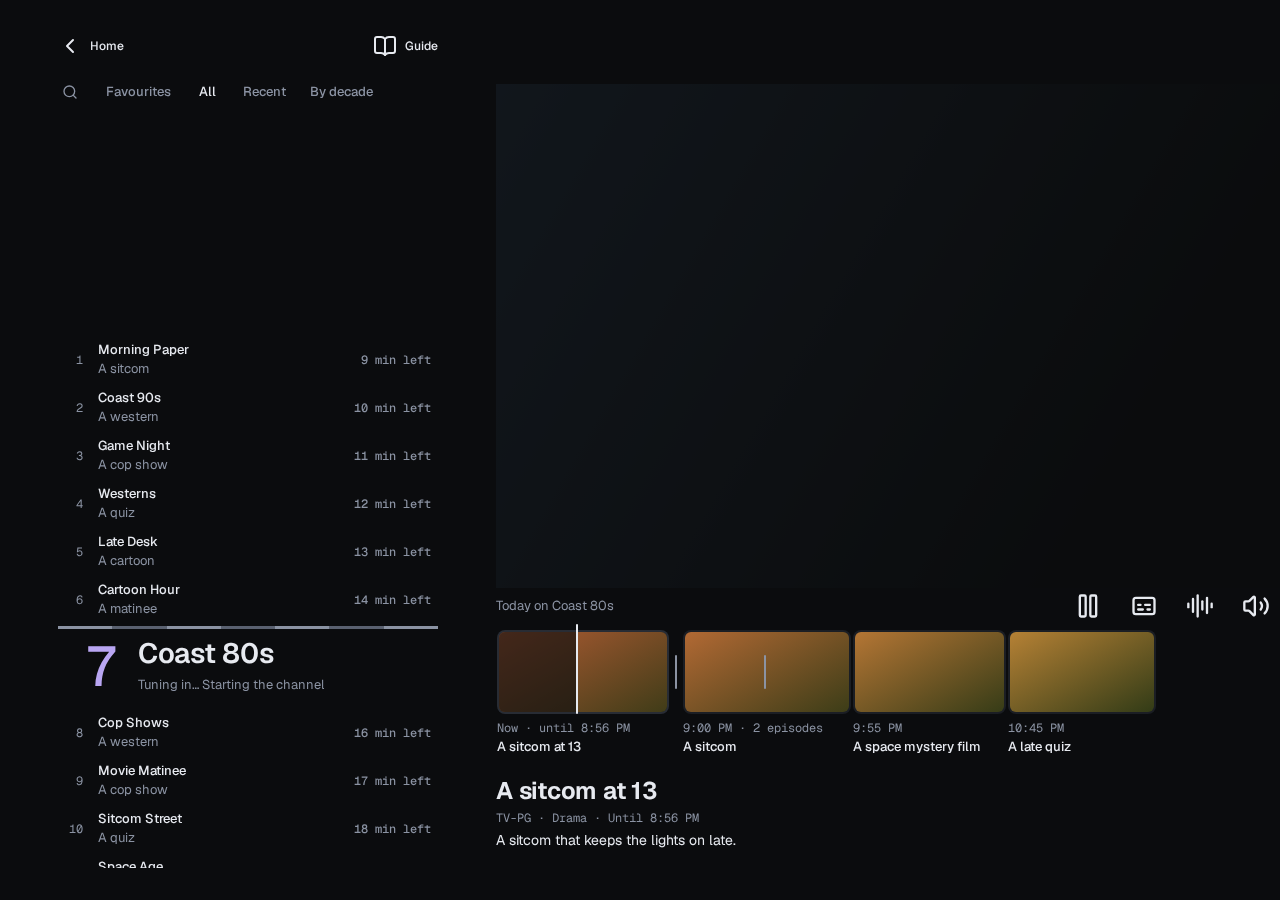 Home
Guide
Favourites
All
Recent
By decade
1
Morning Paper
A sitcom
9 min left
2
Coast 90s
A western
10 min left
3
Game Night
A cop show
11 min left
4
Westerns
A quiz
12 min left
5
Late Desk
A cartoon
13 min left
6
Cartoon Hour
A matinee
14 min left
7
Coast 80s
Tuning in… Starting the channel
8
Cop Shows
A western
16 min left
9
Movie Matinee
A cop show
17 min left
10
Sitcom Street
A quiz
18 min left
Space Age
Today on Coast 80s
Now · until 8:56 PM
A sitcom at 13
9:00 PM · 2 episodes
A sitcom
9:55 PM
A space mystery film
10:45 PM
A late quiz
A sitcom at 13
TV-PG · Drama · Until 8:56 PM
A sitcom that keeps the lights on late.